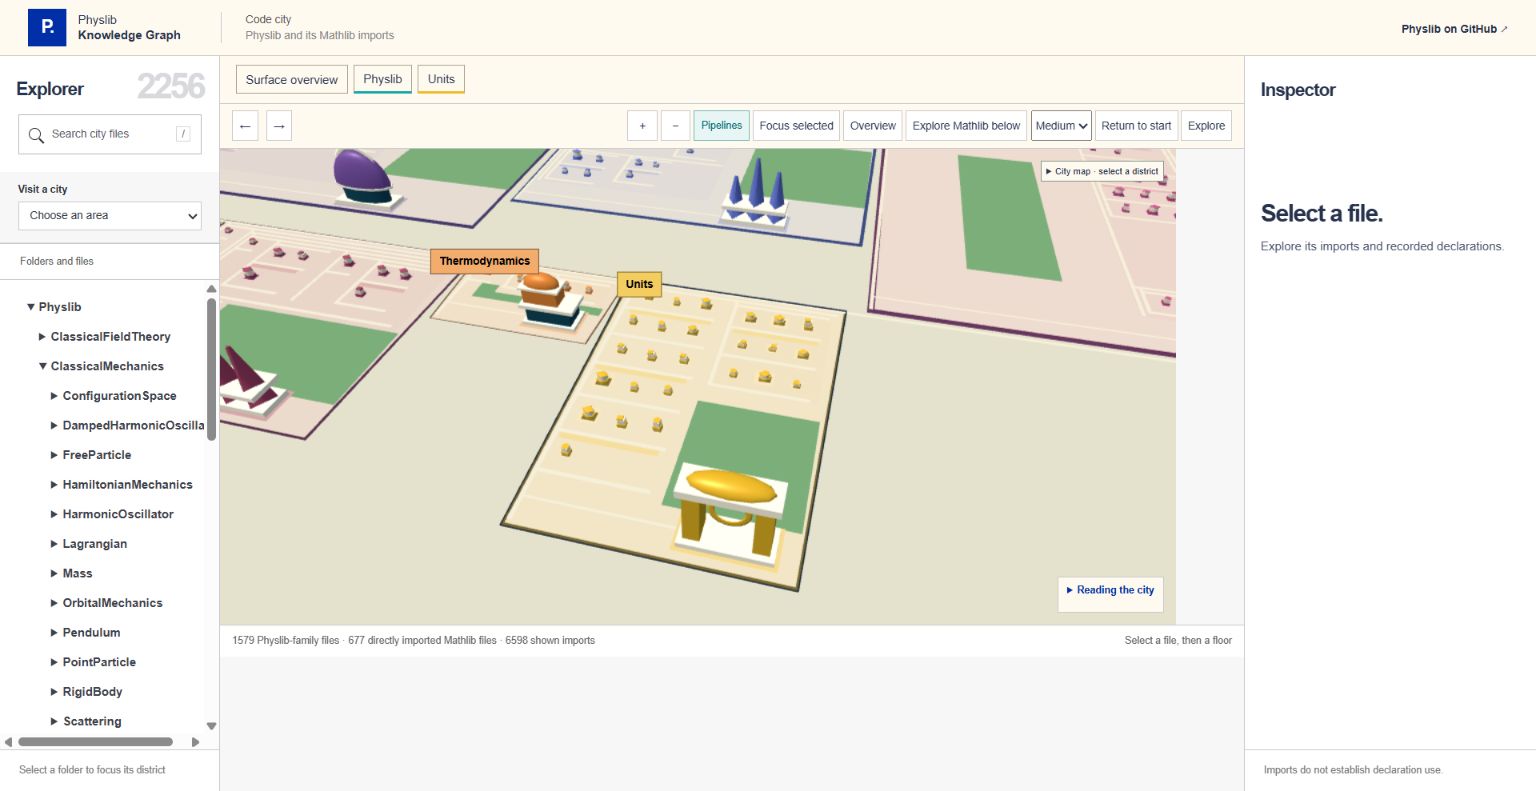 P.
Physlib
Knowledge Graph
Code city
Physlib and its Mathlib imports
Physlib on GitHub ↗
Explorer
2256
Search city files
/
Visit a city
Choose an area
Folders and files
▼ Physlib
▶ ClassicalFieldTheory
▼ ClassicalMechanics
▶ ConfigurationSpace
▶ DampedHarmonicOscilla
▶ FreeParticle
▶ HamiltonianMechanics
▶ HarmonicOscillator
▶ Lagrangian
▶ Mass
▶ OrbitalMechanics
▶ Pendulum
▶ PointParticle
▶ RigidBody
▶ Scattering
Select a folder to focus its district
Surface overview
Physlib
Units
← → + − Pipelines Focus selected Overview Explore Mathlib below Medium Return to start Explore
▶ City map · select a district
Thermodynamics
Units
▶ Reading the city
1579 Physlib-family files · 677 directly imported Mathlib files · 6598 shown imports
Select a file, then a floor
Inspector
Select a file.
Explore its imports and recorded declarations.
Imports do not establish declaration use.